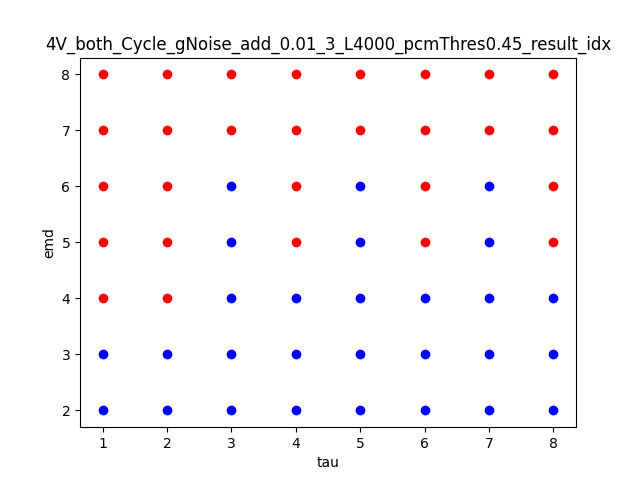 4V_both_Cycle_gNoise_add_0.01_3_L4000_pcmThres0.45_result_idx
8
7
6
5
4
3
2
emd
1 2 3 4 5 6 7 8
tau